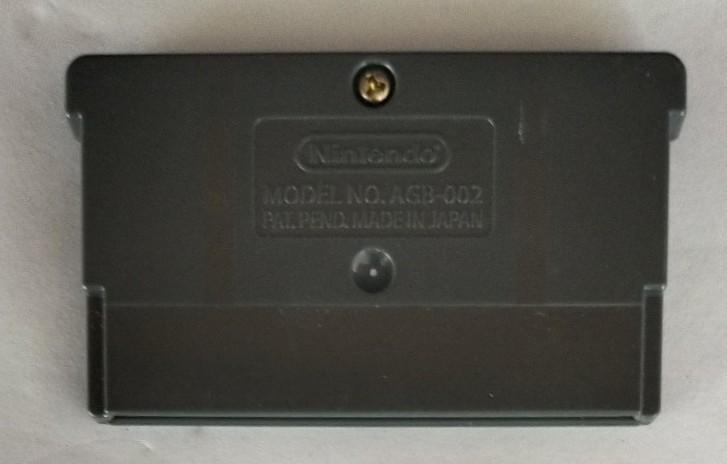 Nintendo®
MODEL NO. AGB-002
PAT. PEND. MADE IN JAPAN